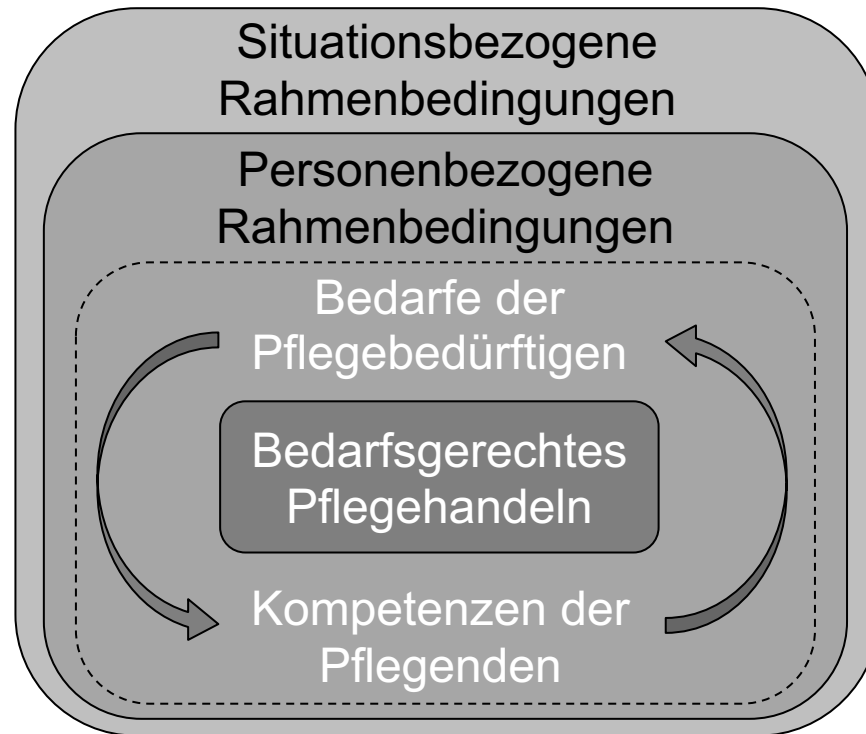 Situationsbezogene
Rahmenbedingungen
Personenbezogene
Rahmenbedingungen
Bedarfe der
Pflegebedürftigen
Bedarfsgerechtes
Pflegehandeln
Kompetenzen der
Pflegenden